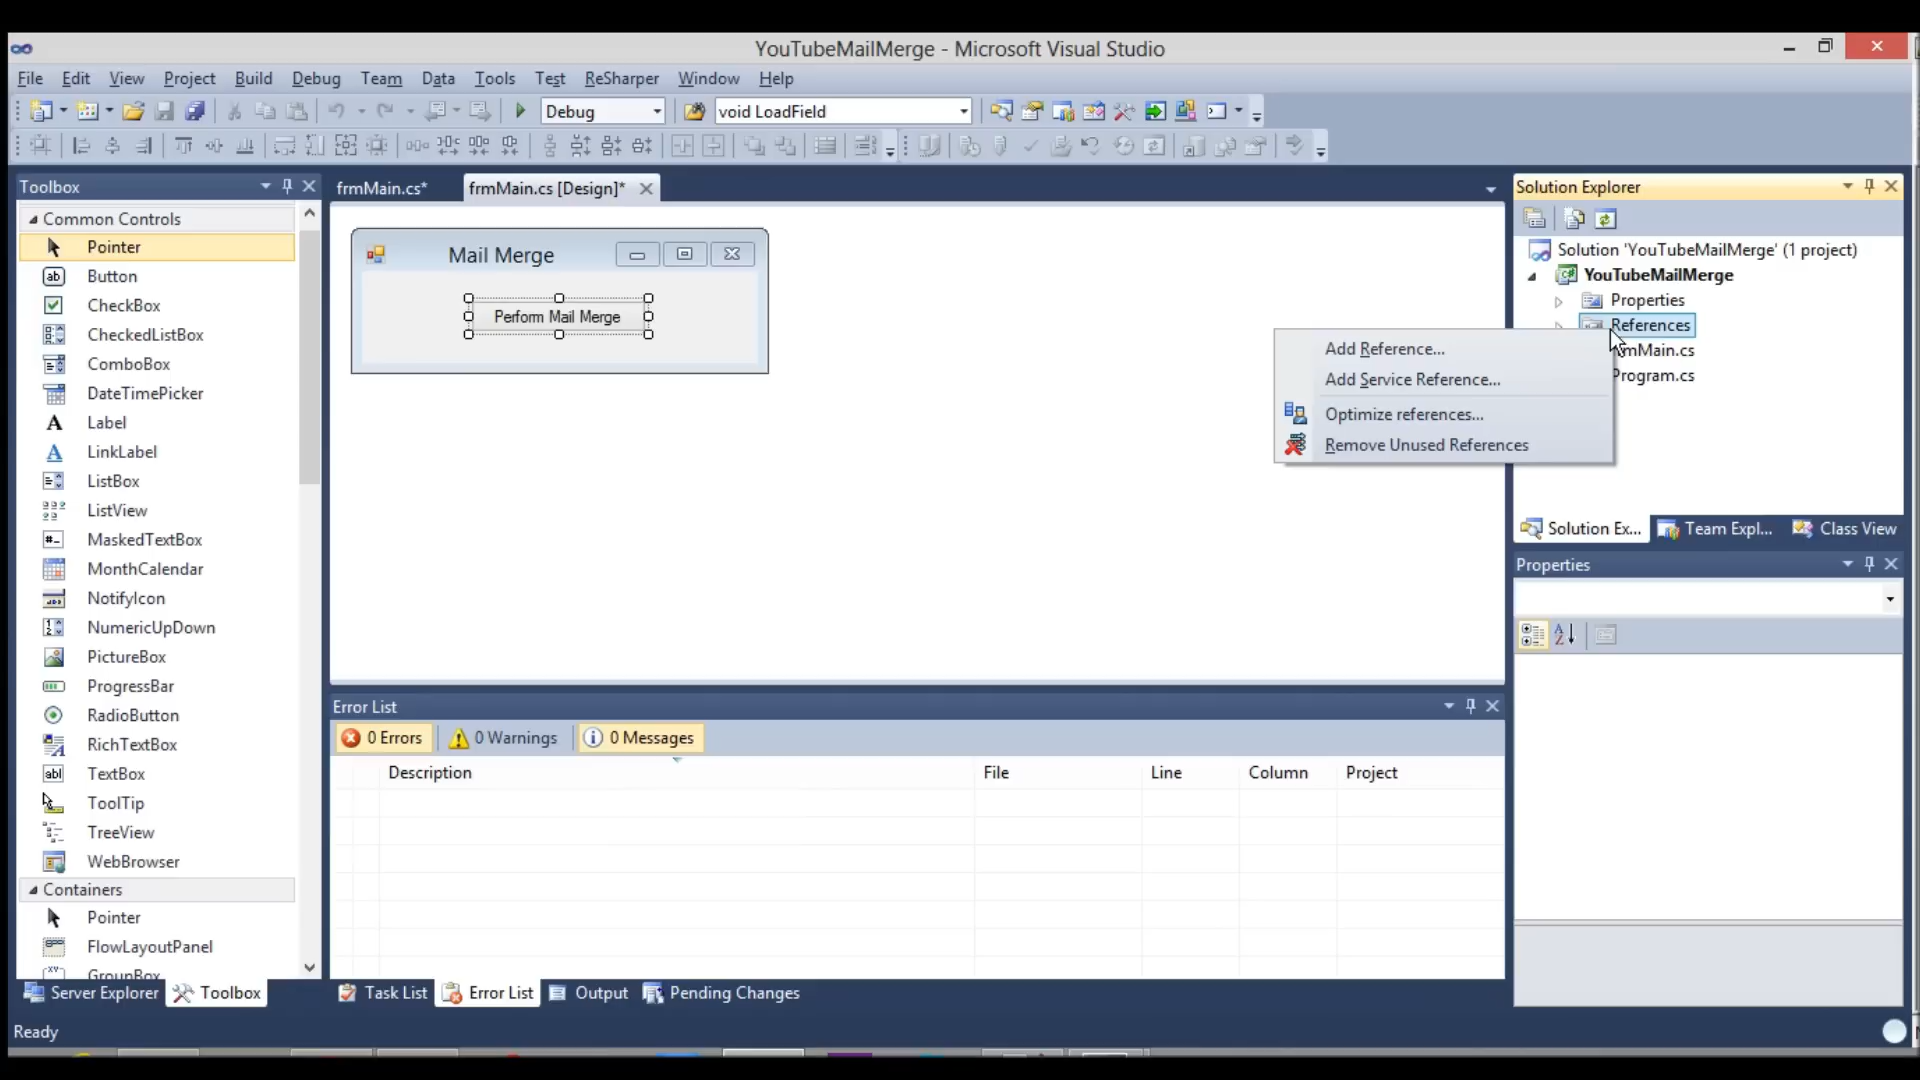 YouTubeMailMerge - Microsoft Visual Studio
File Edit View Project Build Debug Team Data Tools Test ReSharper Window Help
Debug void LoadField
Toolbox
Common Controls
Pointer
Button
CheckBox
CheckedListBox
ComboBox
DateTimePicker
Label
LinkLabel
ListBox
ListView
MaskedTextBox
MonthCalendar
NotifyIcon
NumericUpDown
PictureBox
ProgressBar
RadioButton
RichTextBox
TextBox
ToolTip
TreeView
WebBrowser
Containers
Pointer
FlowLayoutPanel
GroupBox
Server Explorer Toolbox
frmMain.cs* frmMain.cs [Design]*
Mail Merge
Perform Mail Merge
Add Reference...
Add Service Reference...
Optimize references...
Remove Unused References
Error List
0 Errors 0 Warnings 0 Messages
Description File Line Column Project
Task List Error List Output Pending Changes
Solution Explorer
Solution 'YouTubeMailMerge' (1 project)
YouTubeMailMerge
Properties
References
rmMain.cs
Program.cs
Solution Ex... Team Expl... Class View
Properties
Ready